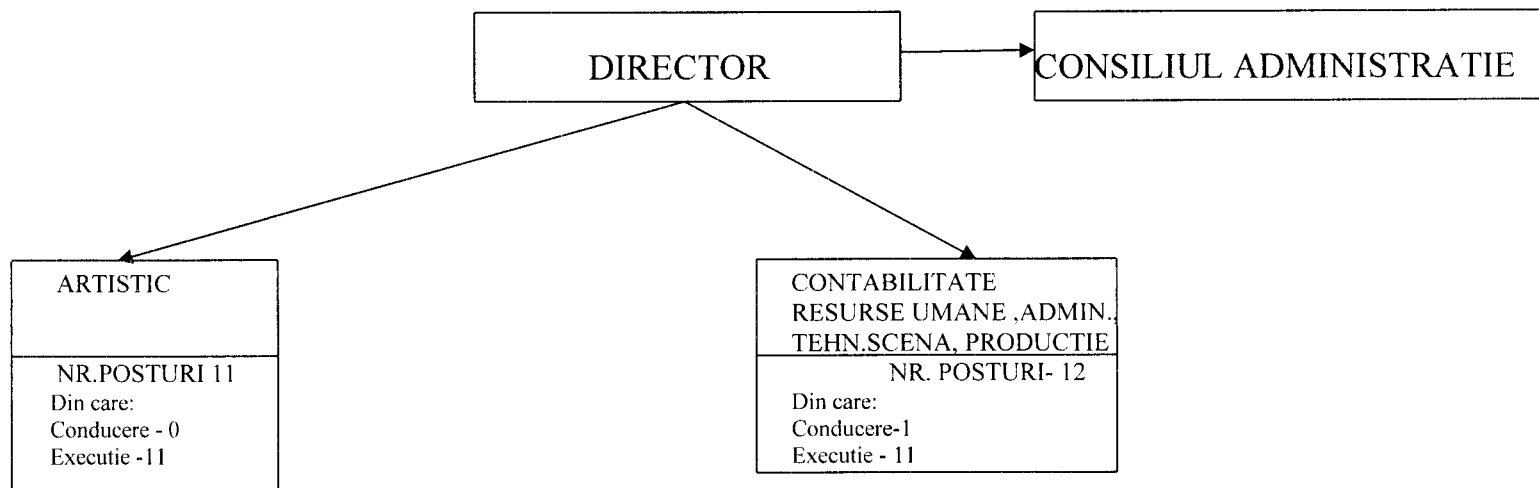 DIRECTOR
CONSILIUL ADMINISTRATIE
ARTISTIC
NR.POSTURI 11
Din care:
Conducere - 0
Executie -11
CONTABILITATE
RESURSE UMANE ,ADMIN.,
TEHN.SCENA, PRODUCTIE
NR. POSTURI- 12
Din care:
Conducere-1
Executie - 11